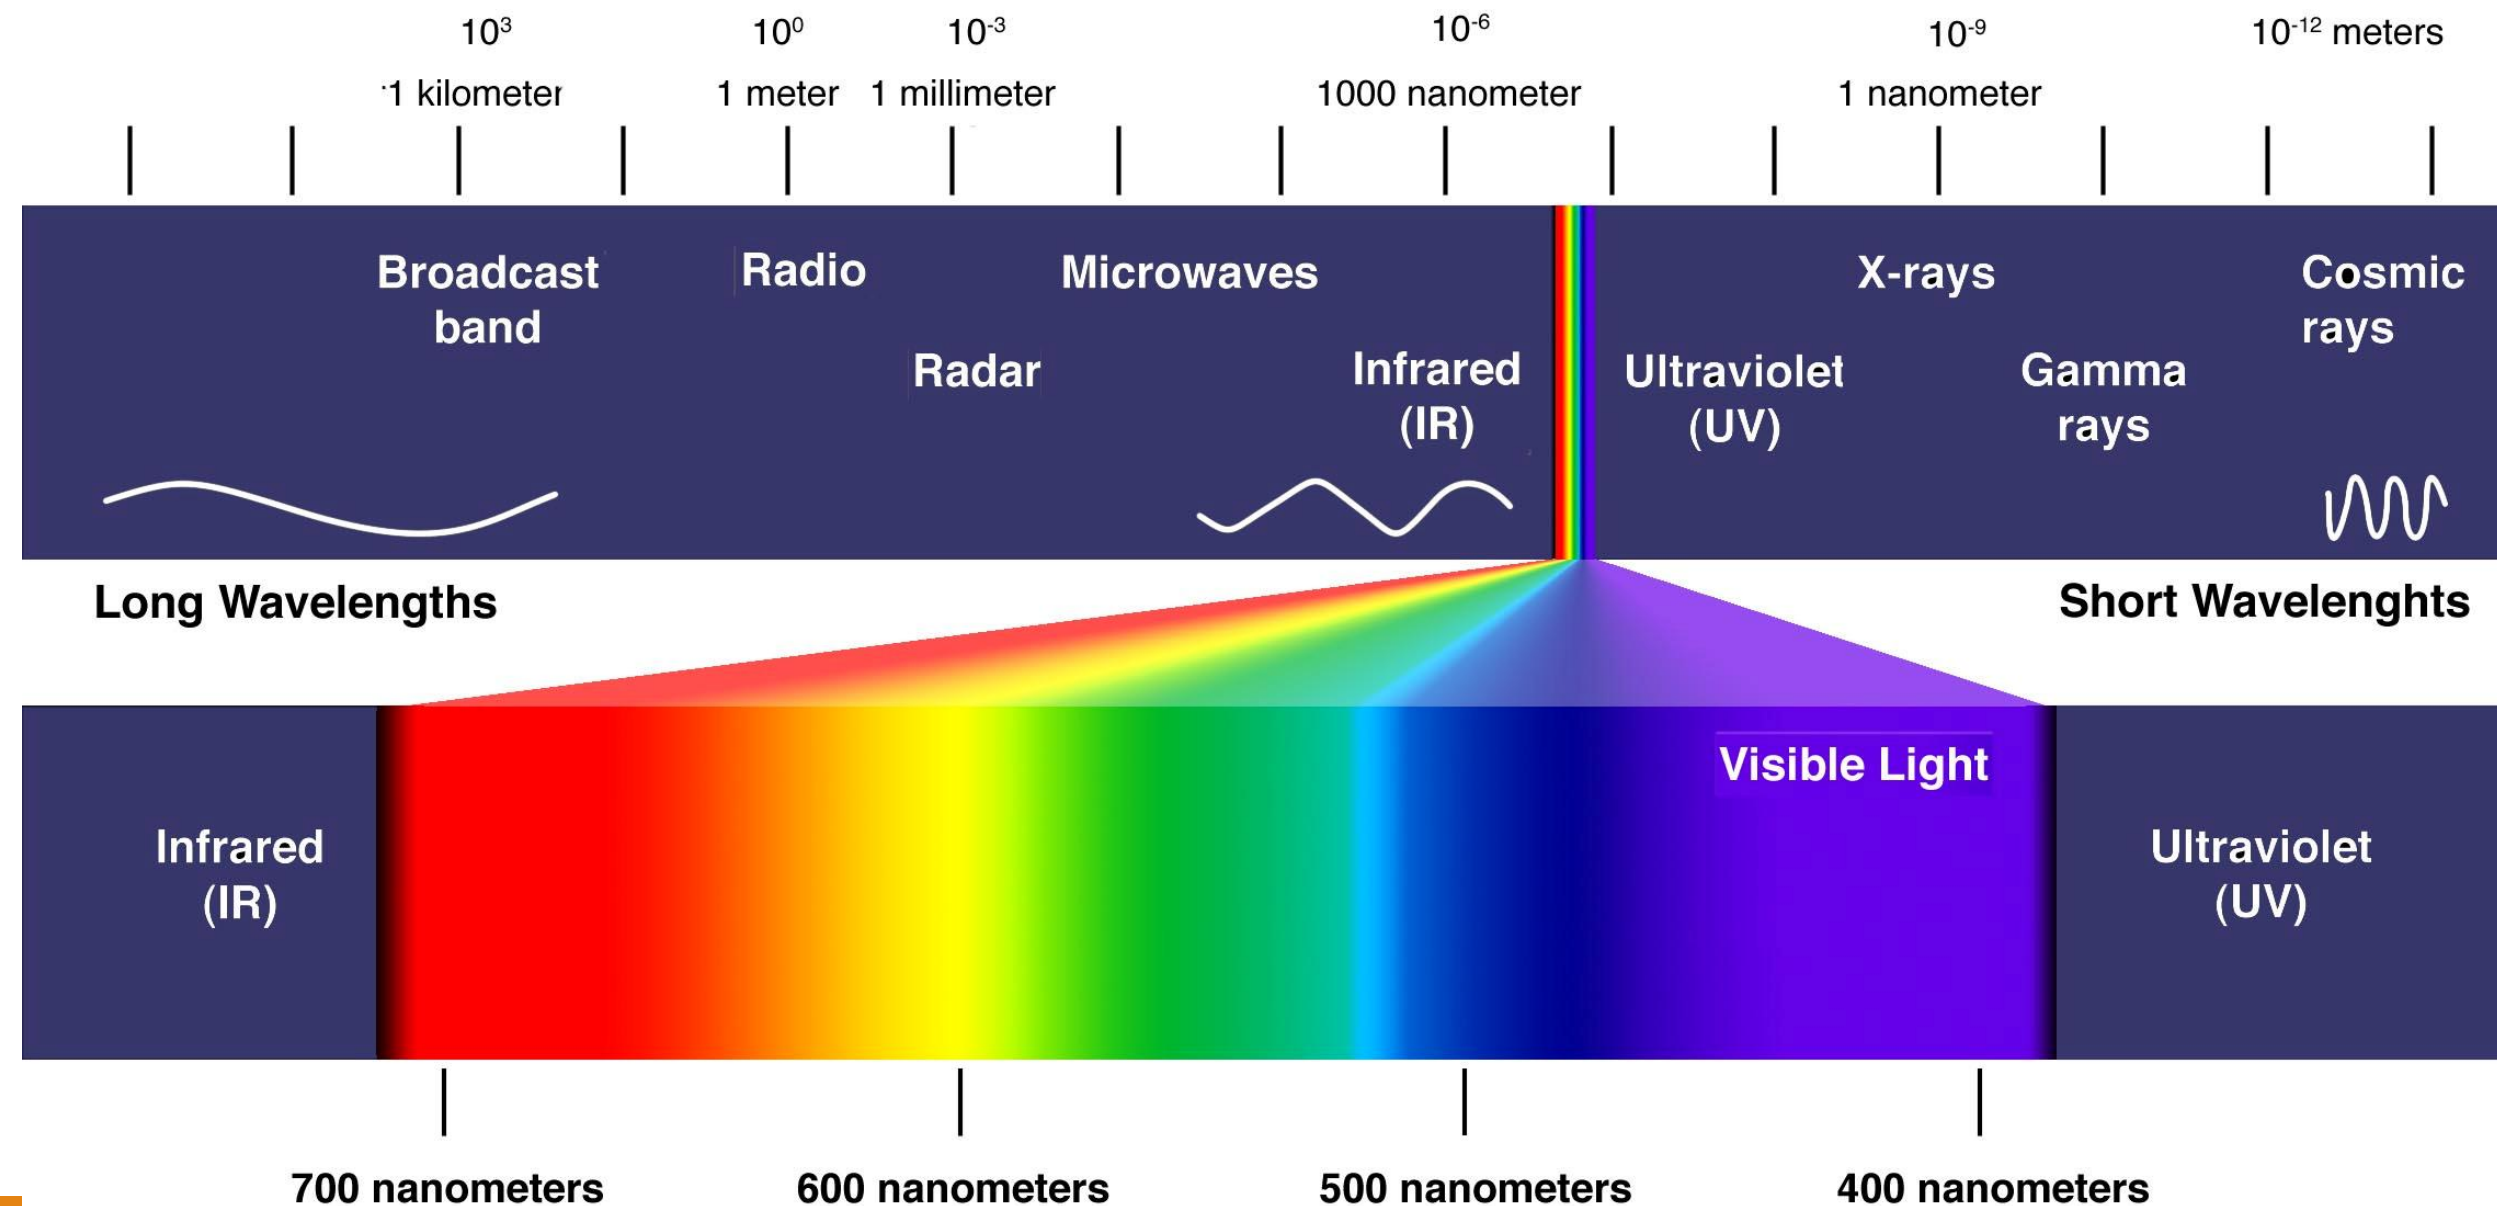 10³
10⁰
10⁻³
10⁻⁶
10⁻⁹
10⁻¹² meters
1 kilometer
1 meter
1 millimeter
1000 nanometer
1 nanometer
Broadcast
band
Radio
Radar
Microwaves
Infrared
(IR)
Ultraviolet
(UV)
X-rays
Gamma
rays
Cosmic
rays
Long Wavelengths
Short Wavelenghts
Visible Light
Infrared
(IR)
Ultraviolet
(UV)
700 nanometers
600 nanometers
500 nanometers
400 nanometers